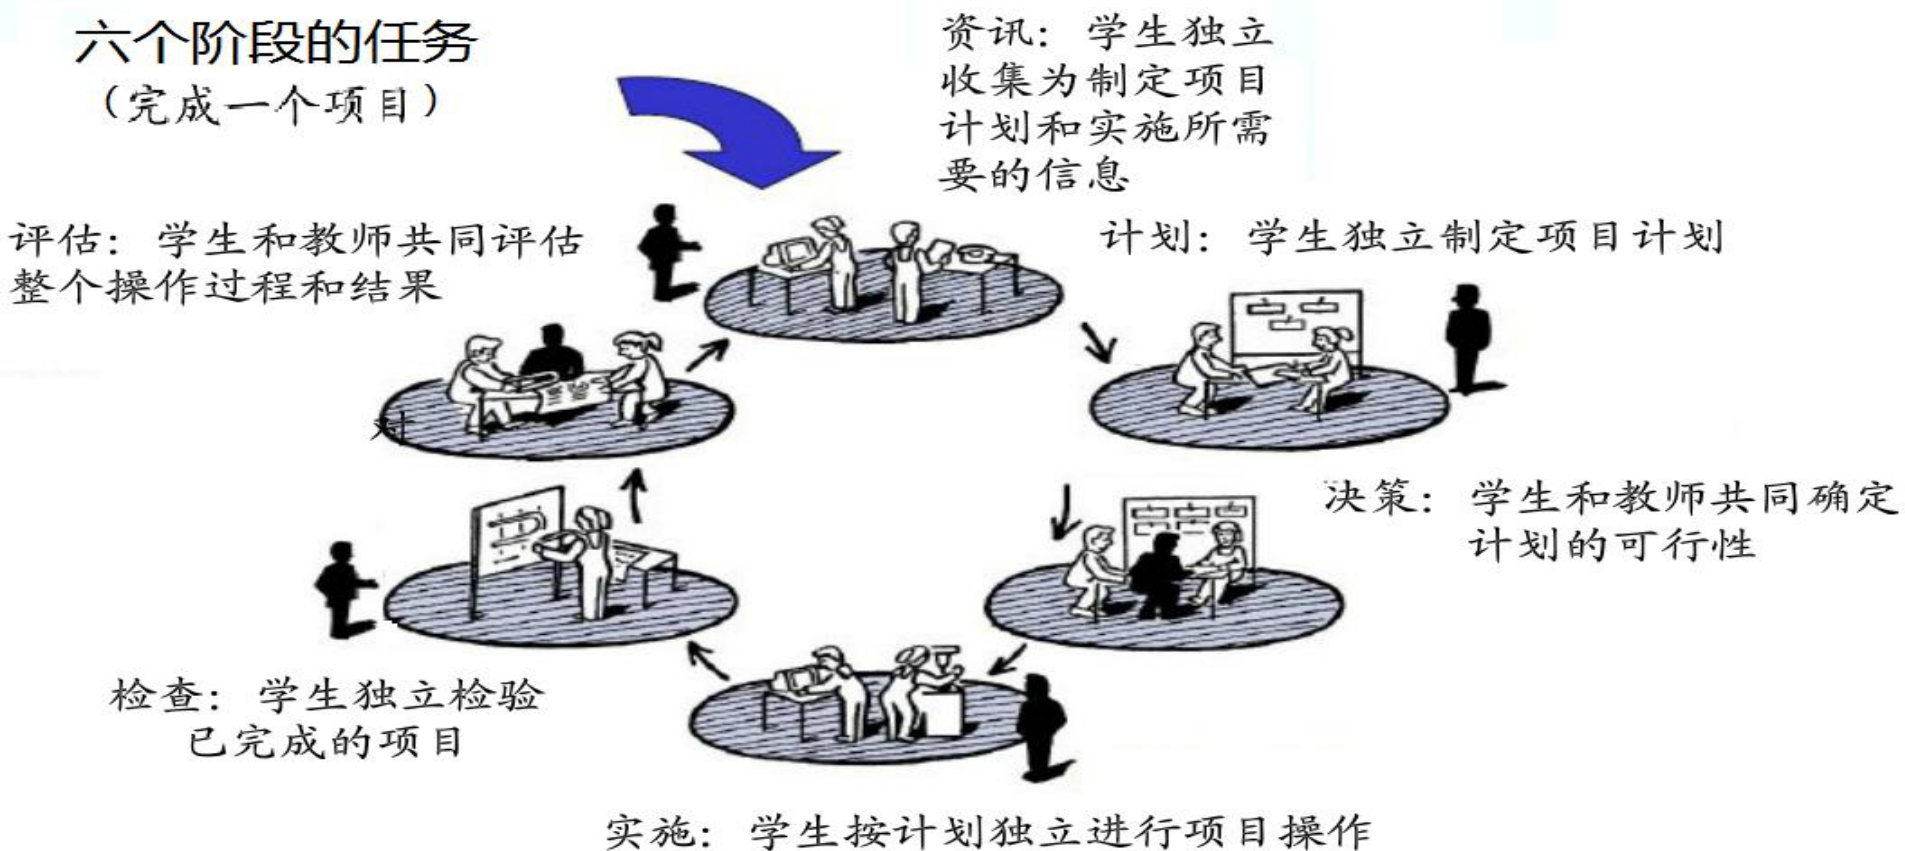 六个阶段的任务
（完成一个项目）
资讯：学生独立
收集为制定项目
计划和实施所需
要的信息
计划：学生独立制定项目计划
决策：学生和教师共同确定
计划的可行性
实施：学生按计划独立进行项目操作
检查：学生独立检验
已完成的项目
评估：学生和教师共同评估
整个操作过程和结果
对